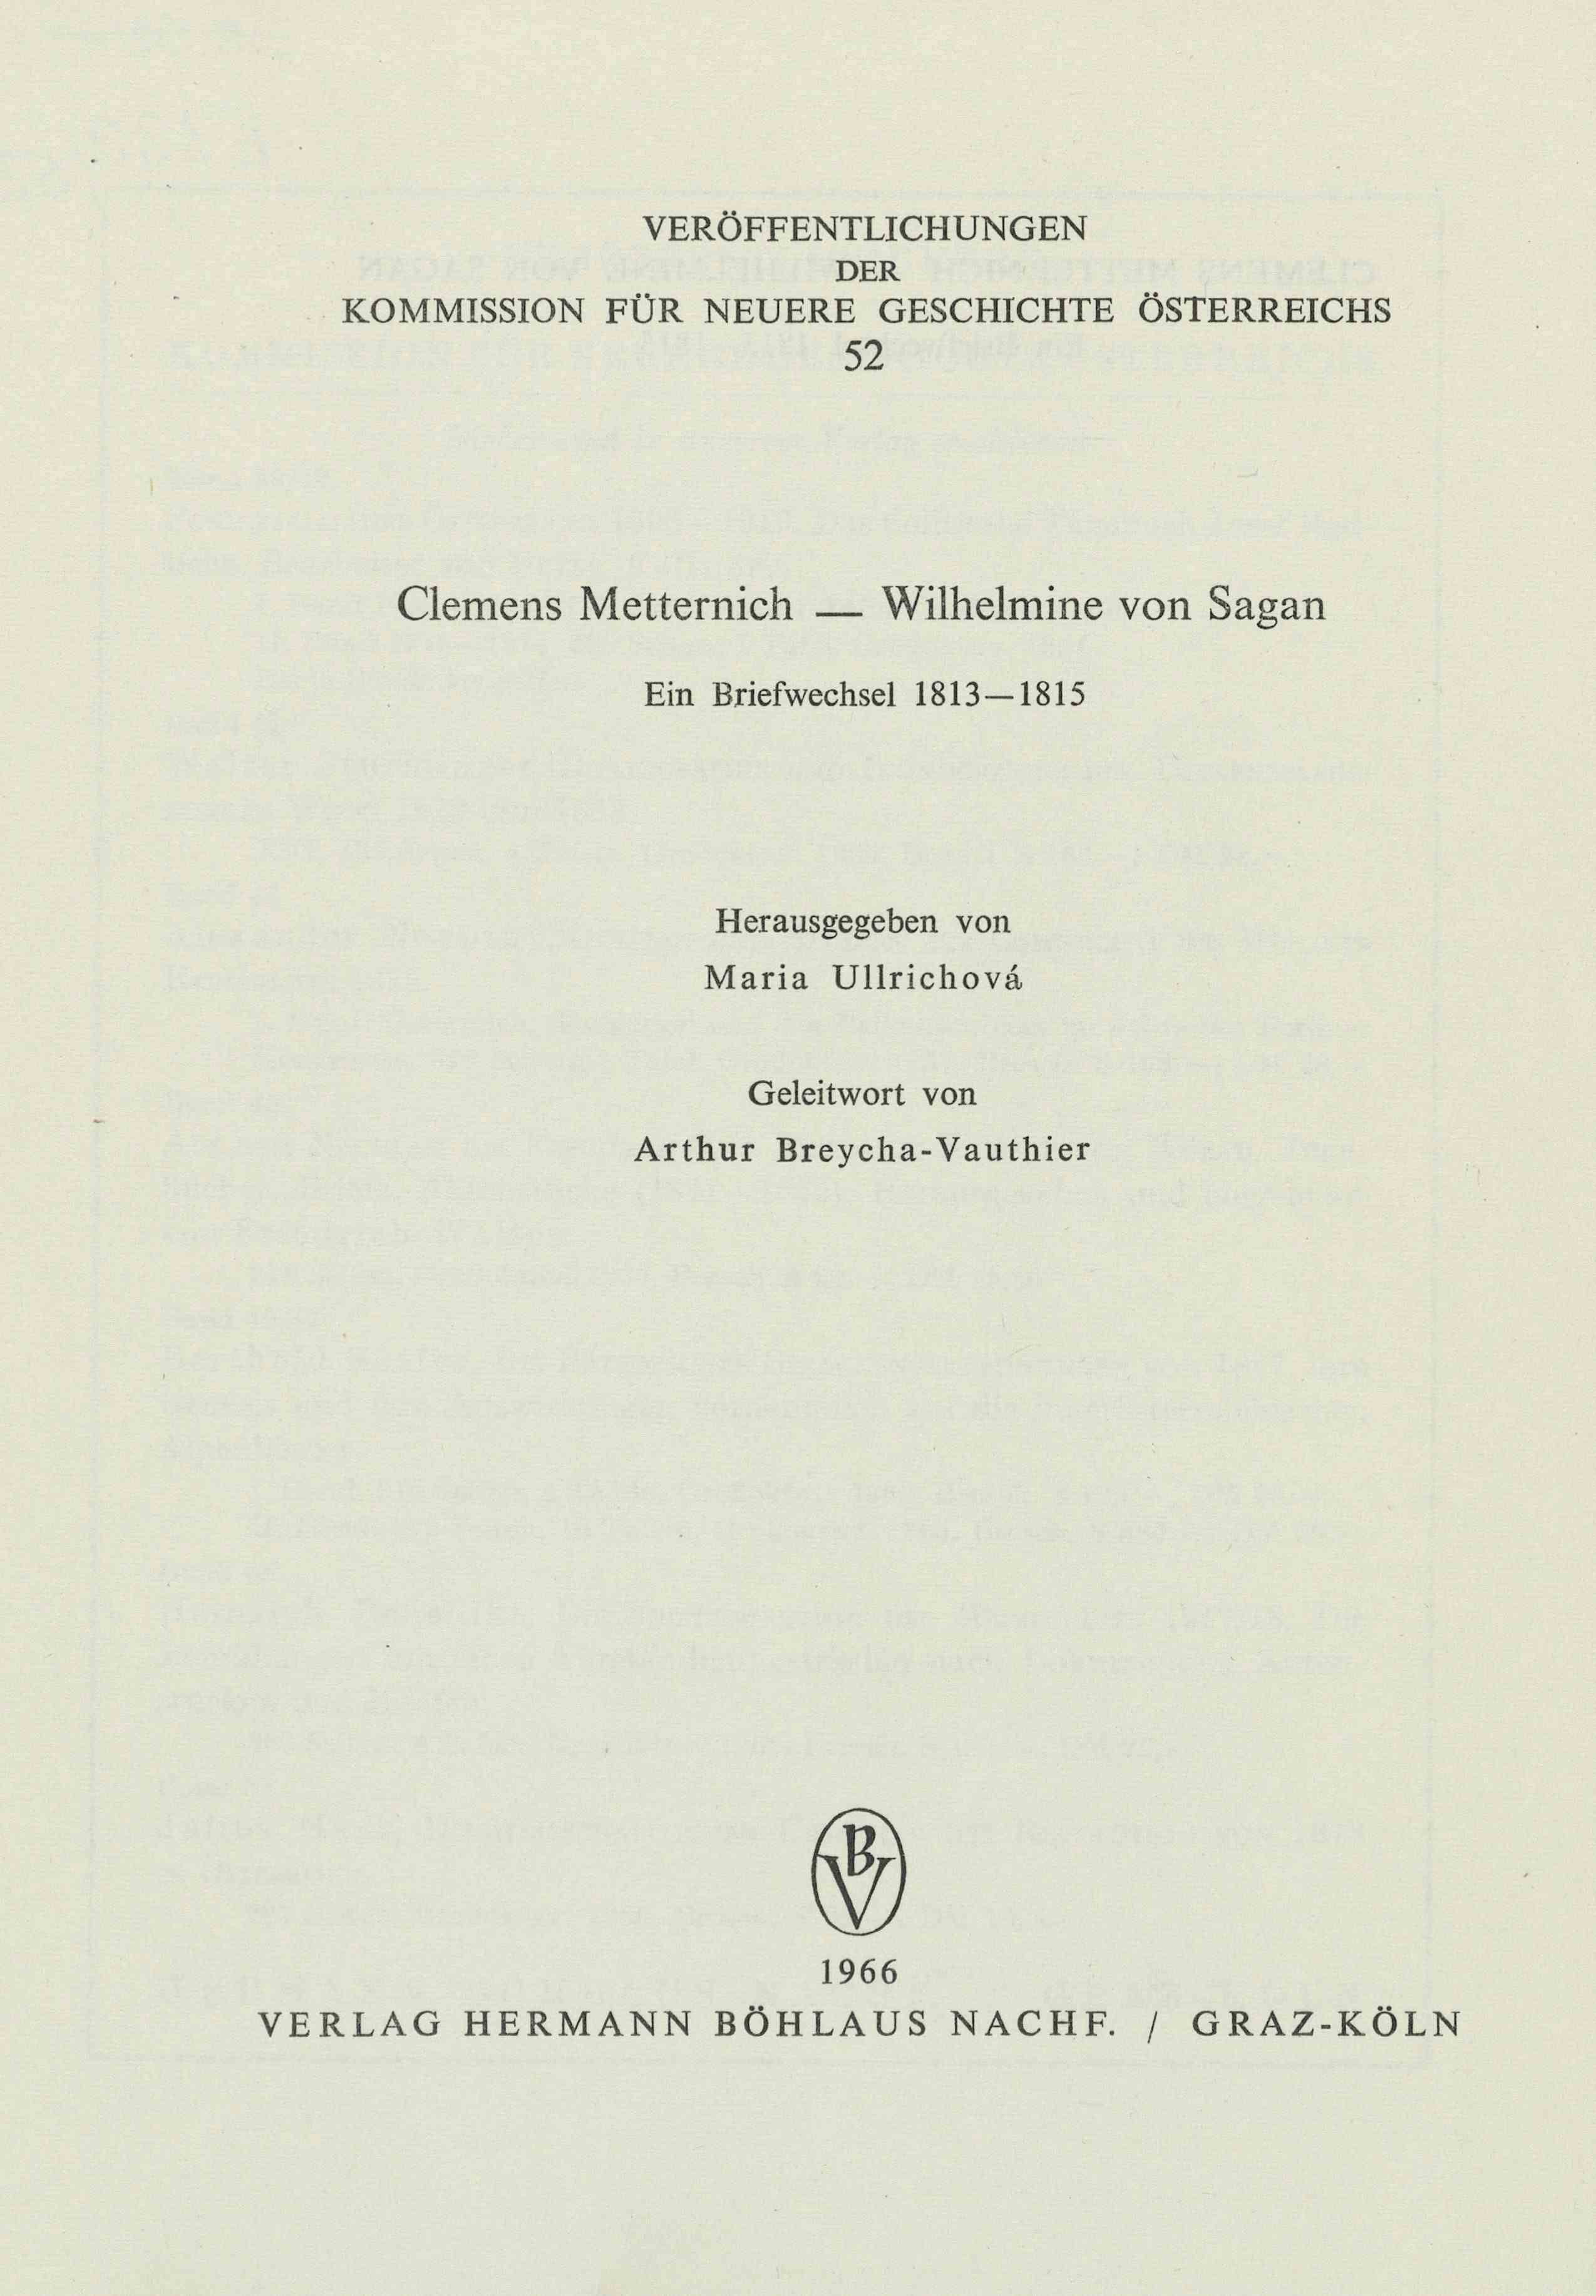 VERÖFFENTLICHUNGEN
DER
KOMMISSION FÜR NEUERE GESCHICHTE ÖSTERREICHS
52
Clemens Metternich — Wilhelmine von Sagan
Ein Briefwechsel 1813—1815
Herausgegeben von
Maria Ullrichová
Geleitwort von
Arthur Breycha-Vauthier
BV
1966
VERLAG HERMANN BÖHLAUS NACHF. / GRAZ-KÖLN